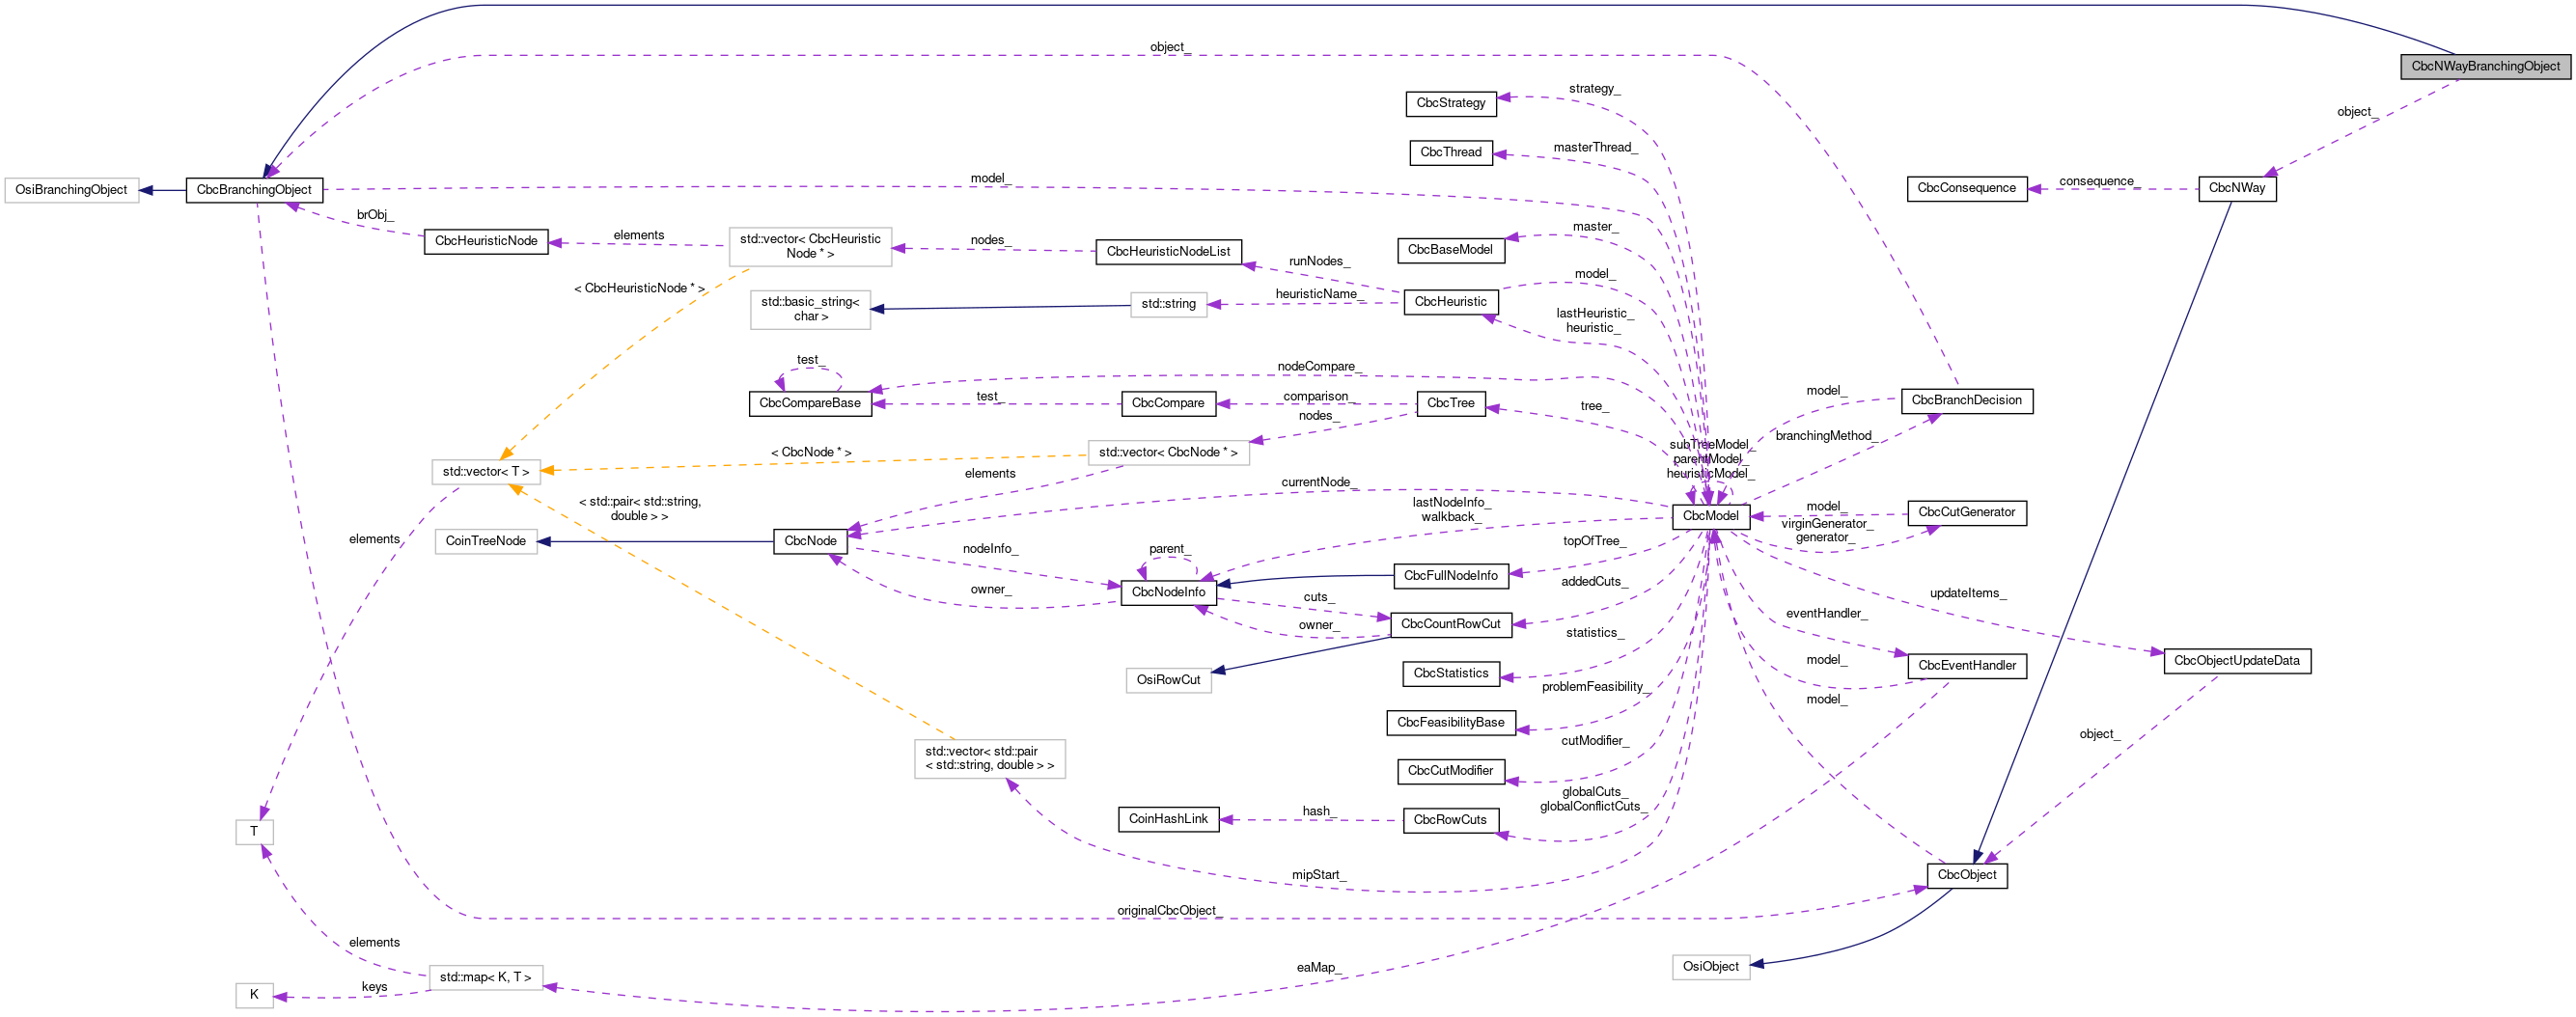 object_
CbcNWayBranchingObject
strategy_
CbcStrategy
object_
masterThread_
CbcThread
OsiBranchingObject
CbcBranchingObject
model_
CbcConsequence
consequence_
CbcNWay
brObj_
CbcHeuristicNode
elements
std::vector< CbcHeuristic
Node * >
nodes_
CbcHeuristicNodeList
master_
CbcBaseModel
runNodes_
model_
< CbcHeuristicNode * >
std::basic_string<
char >
std::string
heuristicName_
CbcHeuristic
lastHeuristic_
heuristic_
test_
nodeCompare_
CbcCompareBase
test_
CbcCompare
comparison_
CbcTree
tree_
model_
CbcBranchDecision
nodes_
branchingMethod_
< CbcNode * >
std::vector< CbcNode * >
subTreeModel_
parentModel_
heuristicModel_
std::vector< T >
elements
currentNode_
< std::pair< std::string,
double > >
lastNodeInfo_
walkback_
CbcModel
model_
CbcCutGenerator
virginGenerator_
generator_
elements
CoinTreeNode
CbcNode
nodeInfo_
parent_
topOfTree_
CbcFullNodeInfo
owner_
CbcNodeInfo
cuts_
addedCuts_
updateItems_
owner_
CbcCountRowCut
eventHandler_
statistics_
OsiRowCut
CbcStatistics
model_
CbcEventHandler
CbcObjectUpdateData
problemFeasibility_
model_
CbcFeasibilityBase
std::vector< std::pair
< std::string, double > >
cutModifier_
object_
CbcCutModifier
globalCuts_
globalConflictCuts_
T
CoinHashLink
hash_
CbcRowCuts
mipStart_
CbcObject
originalCbcObject_
elements
std::map< K, T >
eaMap_
OsiObject
keys
K